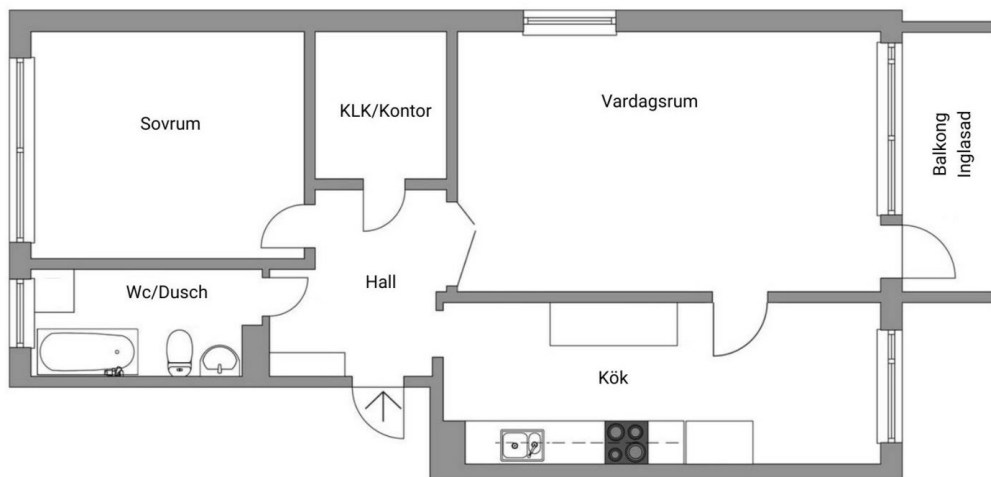 Sovrum
KLK/Kontor
Vardagsrum
Balkong
Inglasad
Wc/Dusch
Hall
Kök